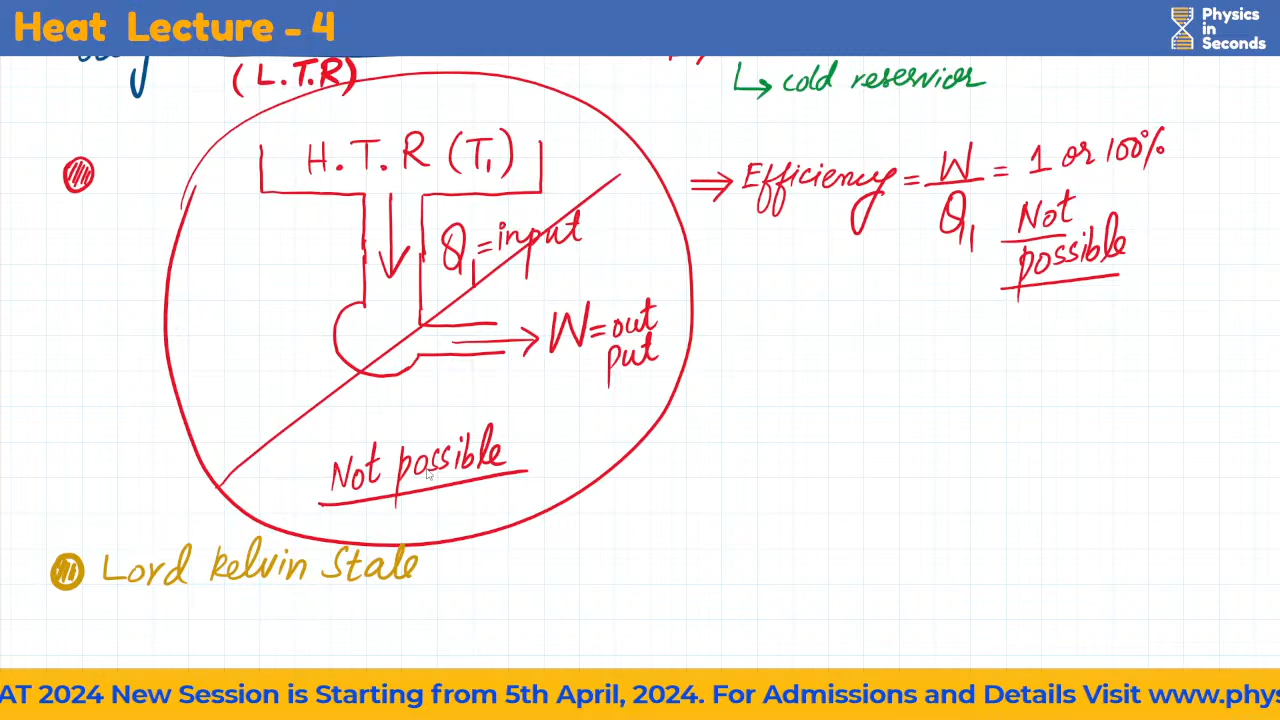 Heat Lecture - 4
Physics
in
Seconds
(L.T.R)
↳ cold reservior
H.T.R (T₁)
Q₁ = input
W = out
put
Not possible
⇒ Efficiency = W/Q₁ = 1 or 100%
Not
possible
Lord Kelvin State
AT 2024 New Session is Starting from 5th April, 2024. For Admissions and Details Visit www.phys